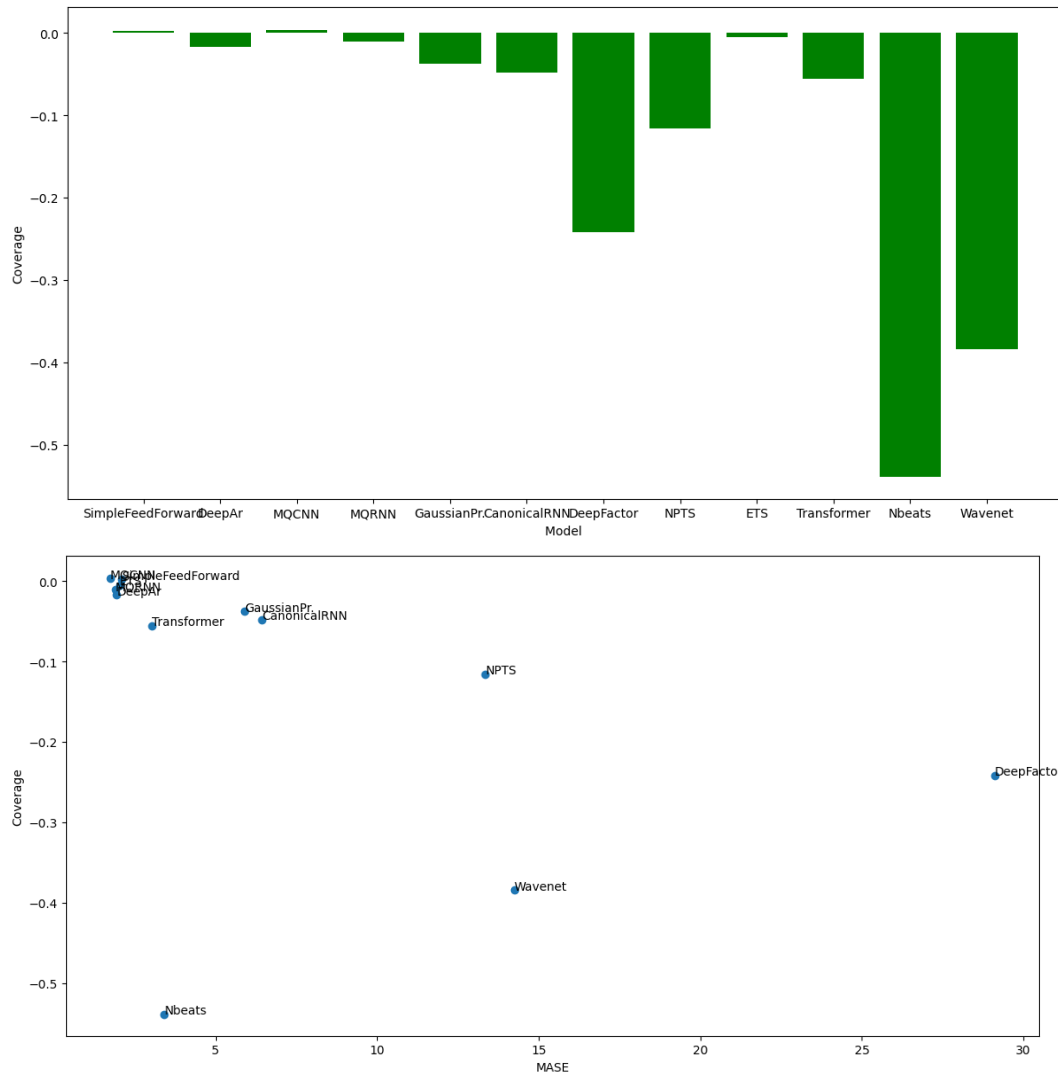 0.0
−0.1
−0.2
−0.3
−0.4
−0.5
Coverage
SimpleFeedForward DeepAr MQCNN MQRNN GaussianPr. CanonicalRNN DeepFactor NPTS ETS Transformer Nbeats Wavenet
Model
0.0
−0.1
−0.2
−0.3
−0.4
−0.5
Coverage
MQCNN
SimpleFeedForward
MQRNN
DeepAr
GaussianPr.
CanonicalRNN
Transformer
NPTS
DeepFacto
Wavenet
Nbeats
5 10 15 20 25 30
MASE